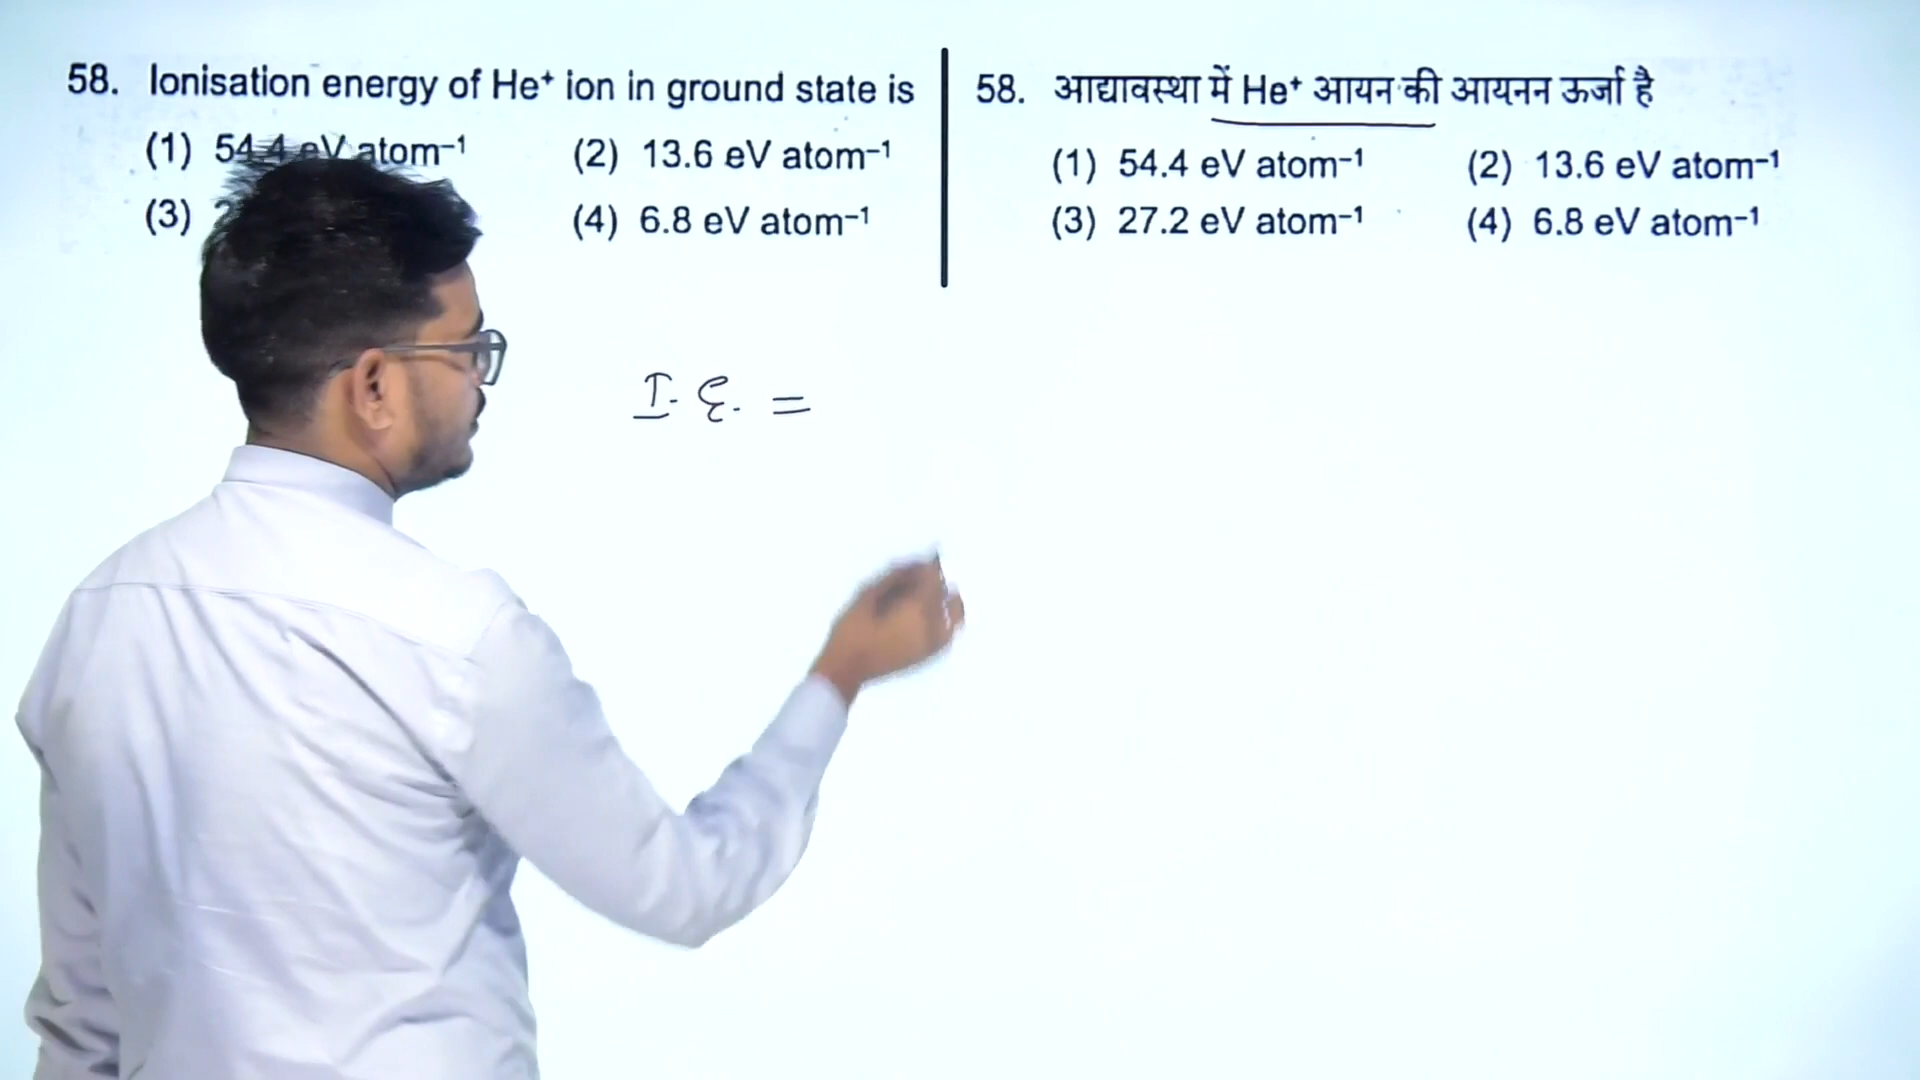 58. Ionisation energy of He⁺ ion in ground state is
(1) 54.4 eV atom⁻¹ (2) 13.6 eV atom⁻¹
(3) (4) 6.8 eV atom⁻¹
58. आद्यावस्था में He⁺ आयन की आयनन ऊर्जा है
(1) 54.4 eV atom⁻¹ (2) 13.6 eV atom⁻¹
(3) 27.2 eV atom⁻¹ (4) 6.8 eV atom⁻¹
I. E. =